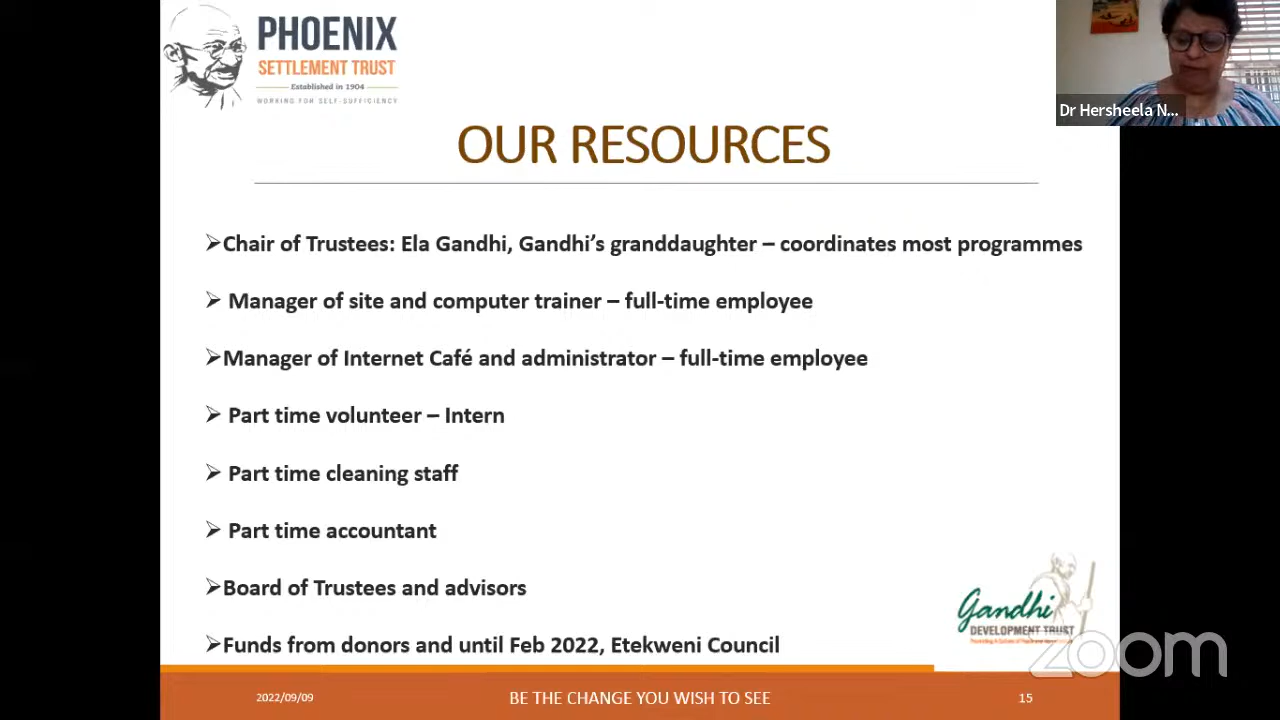 PHOENIX
SETTLEMENT TRUST
Established in 1904
WORKING FOR SELF-SUFFICIENCY
Dr Hersheela N...
OUR RESOURCES
Chair of Trustees: Ela Gandhi, Gandhi's granddaughter – coordinates most programmes
Manager of site and computer trainer – full-time employee
Manager of Internet Café and administrator – full-time employee
Part time volunteer – Intern
Part time cleaning staff
Part time accountant
Board of Trustees and advisors
Funds from donors and until Feb 2022, Etekweni Council
Gandhi
DEVELOPMENT TRUST
zoom
2022/09/09
BE THE CHANGE YOU WISH TO SEE
15